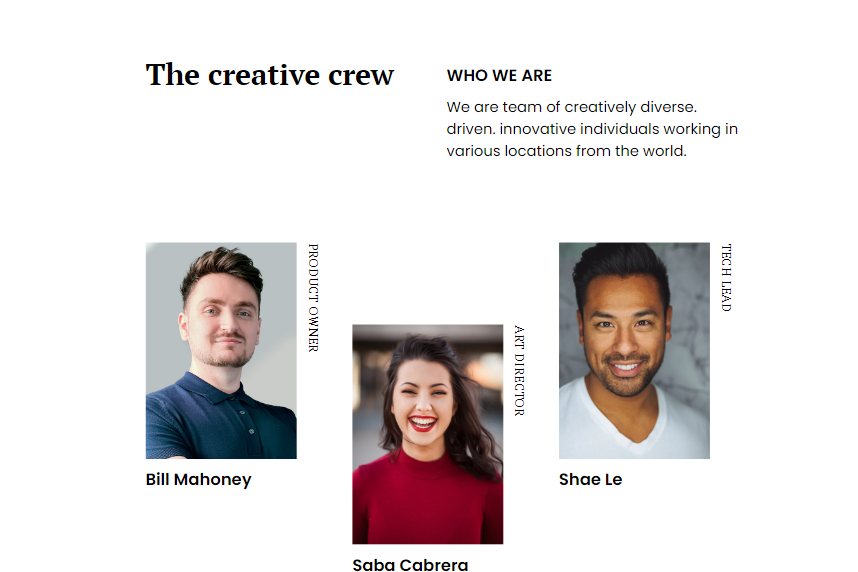 The creative crew
WHO WE ARE
We are team of creatively diverse.
driven. innovative individuals working in
various locations from the world.
PRODUCT OWNER
Bill Mahoney
ART DIRECTOR
Saba Cabrera
TECH LEAD
Shae Le